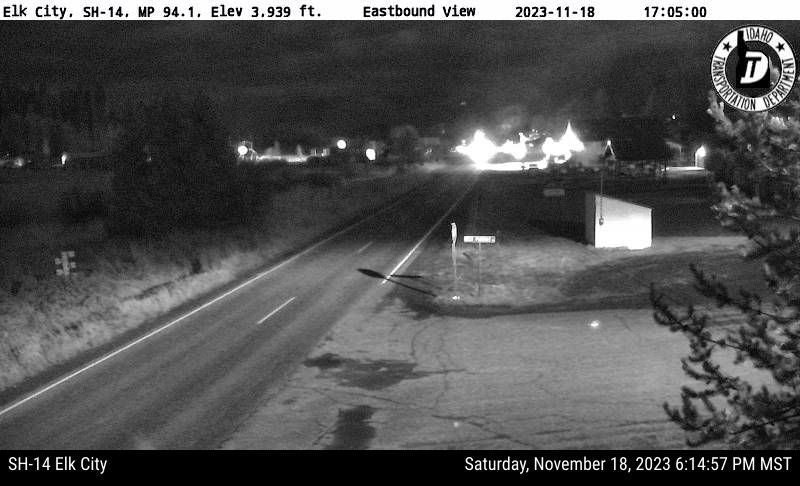 Elk City, SH-14, MP 94.1, Elev 3,939 ft. Eastbound View 2023-11-18 17:05:00
IDAHO
TRANSPORTATION DEPARTMENT
SH-14 Elk City Saturday, November 18, 2023 6:14:57 PM MST